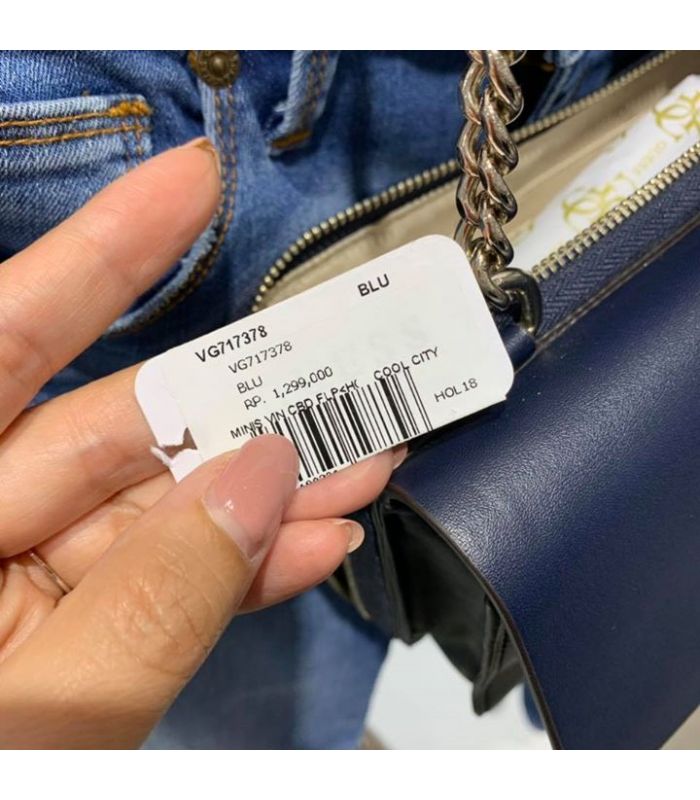 BLU
VG717378
VG717378
BLU
RP. 1,299,000
COOL CITY
HOL18